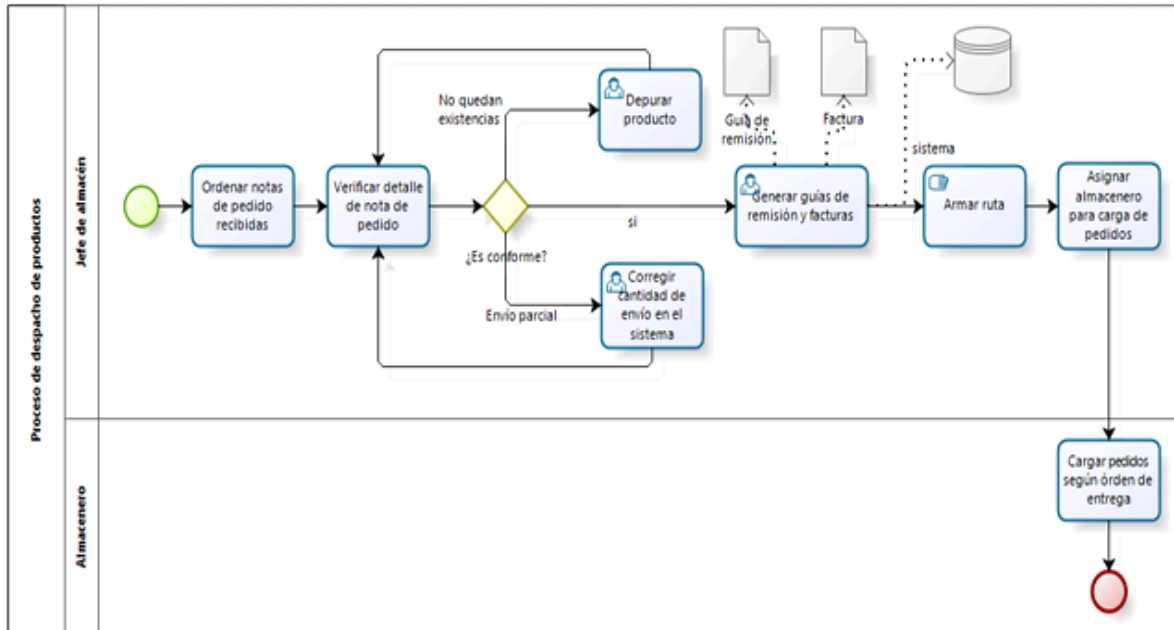 Proceso de despacho de productos
Jefe de almacén
Ordenar notas
de pedido
recibidas
Verificar detalle
de nota de
pedido
No quedan
existencias
¿Es conforme?
Envío parcial
Depurar
producto
si
Corregir
cantidad de
envío en el
sistema
Guía de
remisión
Factura
sistema
Generar guías de
remisión y facturas
Armar ruta
Asignar
almacenero
para carga de
pedidos
Almacenero
Cargar pedidos
según órden de
entrega